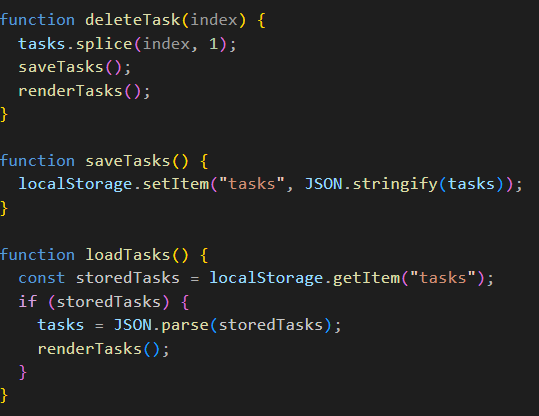 function deleteTask(index) {
  tasks.splice(index, 1);
  saveTasks();
  renderTasks();
}

function saveTasks() {
  localStorage.setItem("tasks", JSON.stringify(tasks));
}

function loadTasks() {
  const storedTasks = localStorage.getItem("tasks");
  if (storedTasks) {
    tasks = JSON.parse(storedTasks);
    renderTasks();
  }
}